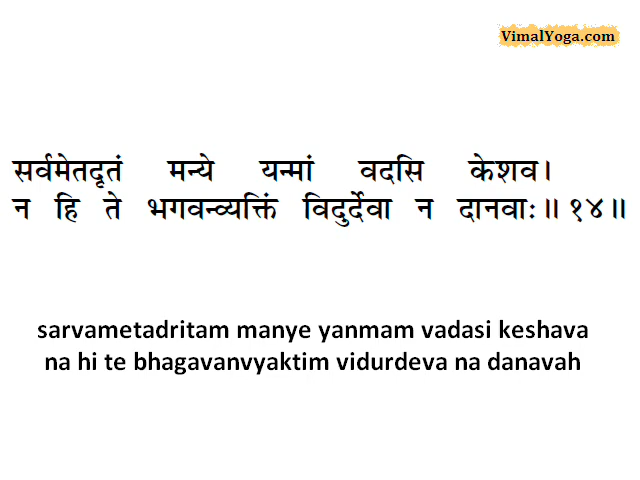 VimalYoga.com
सर्वमेतदृतं मन्ये यन्मां वदसि केशव।
न हि ते भगवन्व्यक्तिं विदुर्देवा न दानवाः॥ १४॥
sarvametadritam manye yanmam vadasi keshava
na hi te bhagavanvyaktim vidurdeva na danavah